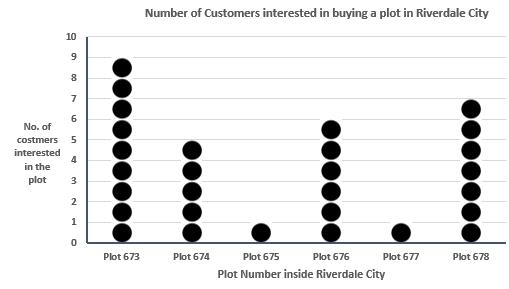 Number of Customers interested in buying a plot in Riverdale City
10
9
8
7
6
5
4
3
2
1
0
No. of
costmers
interested
in the
plot
Plot 673 Plot 674 Plot 675 Plot 676 Plot 677 Plot 678
Plot Number inside Riverdale City